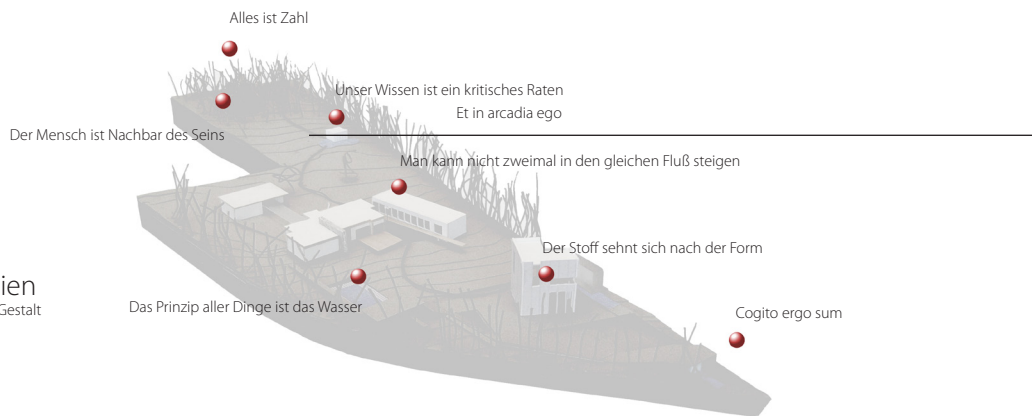 Alles ist Zahl
Unser Wissen ist ein kritisches Raten
Et in arcadia ego
Der Mensch ist Nachbar des Seins
Man kann nicht zweimal in den gleichen Fluß steigen
Der Stoff sehnt sich nach der Form
ien
Gestalt
Das Prinzip aller Dinge ist das Wasser
Cogito ergo sum